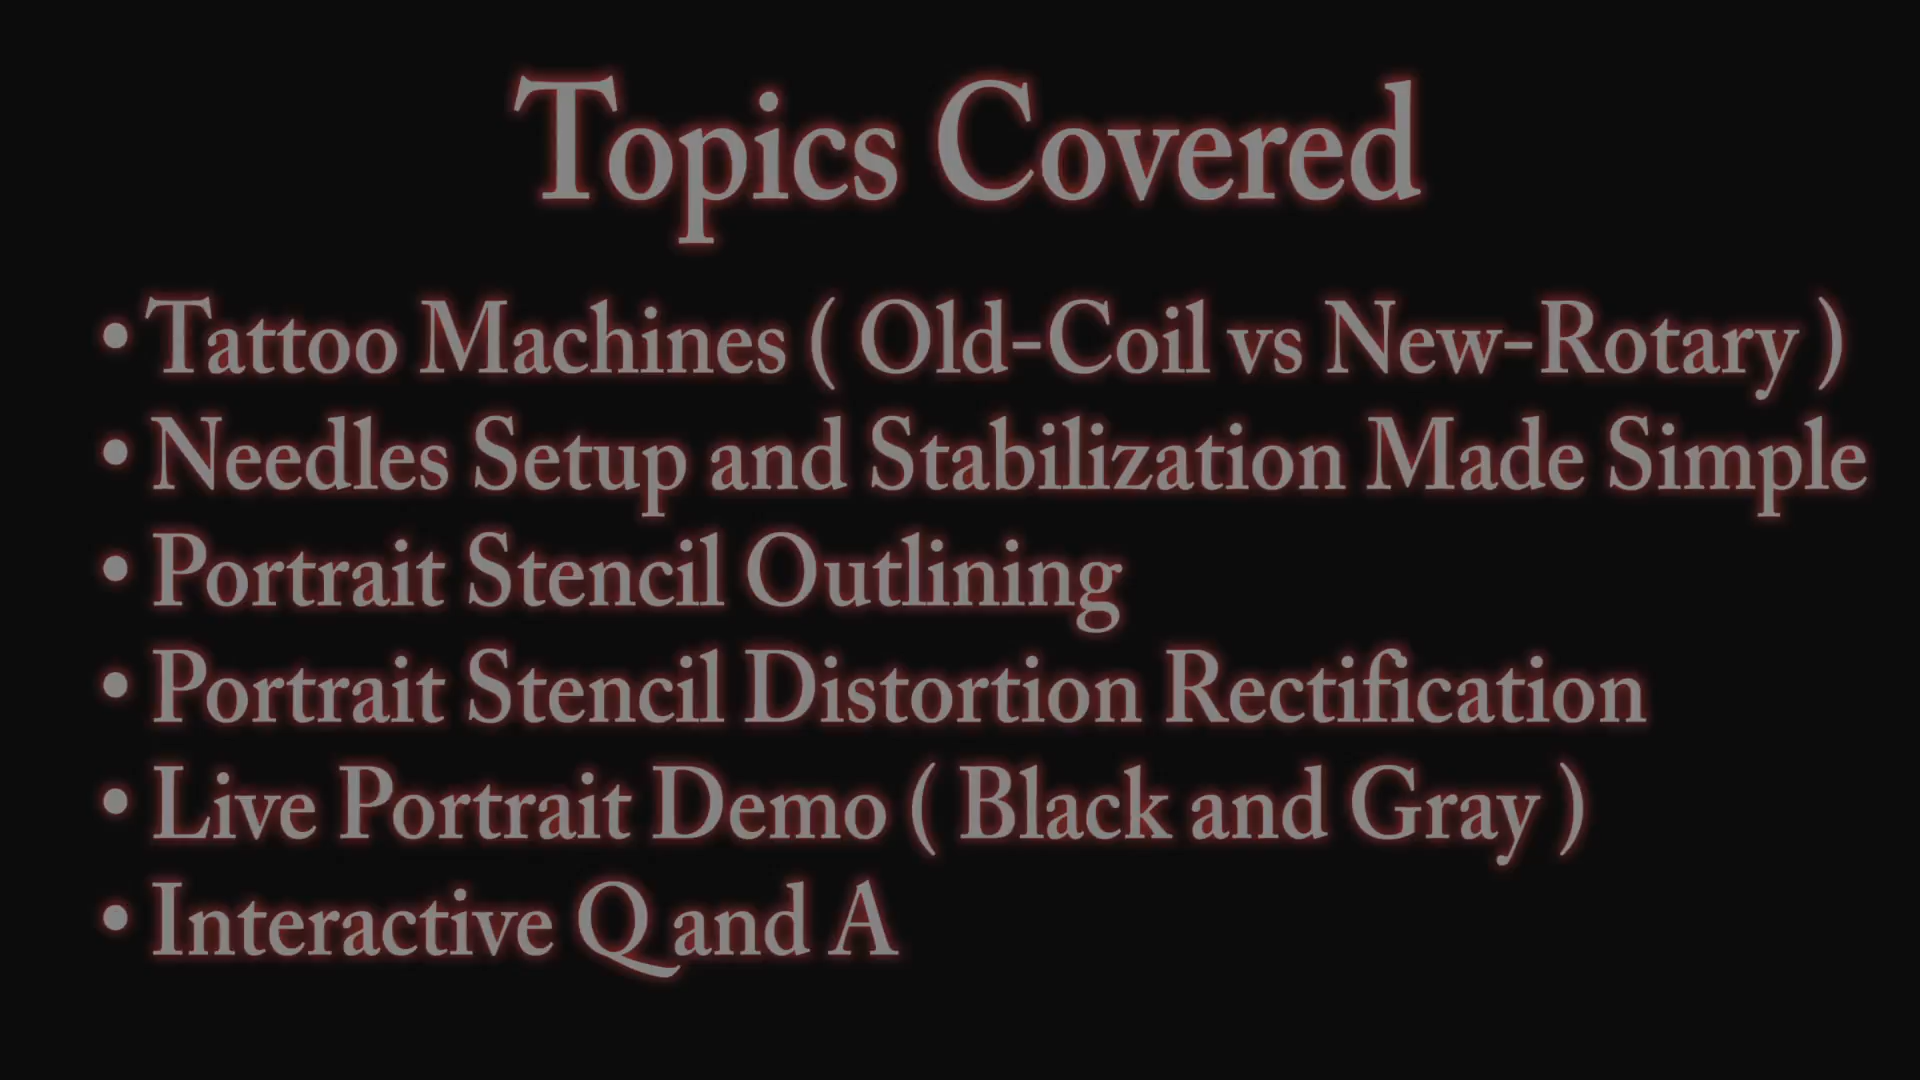 Topics Covered
• Tattoo Machines ( Old-Coil vs New-Rotary )
• Needles Setup and Stabilization Made Simple
• Portrait Stencil Outlining
• Portrait Stencil Distortion Rectification
• Live Portrait Demo ( Black and Gray )
• Interactive Q and A